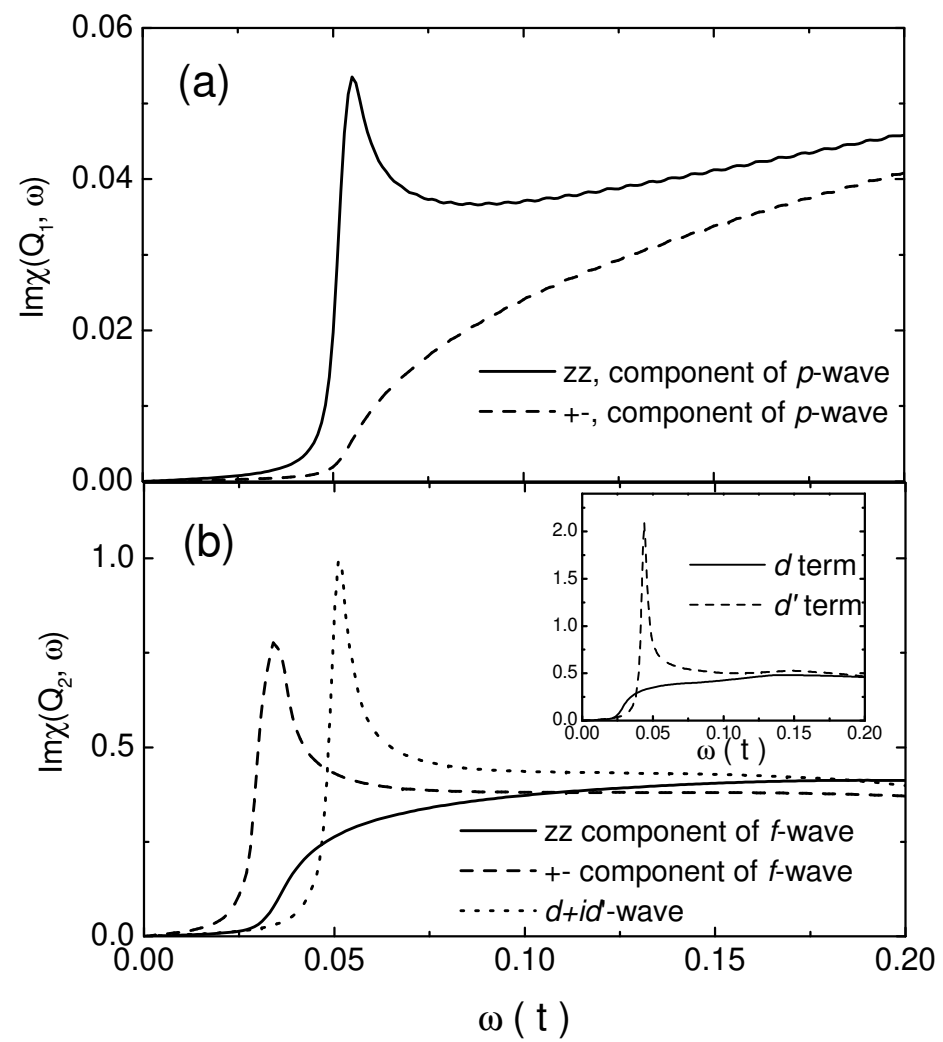 0.06
(a)
0.04
Imχ(Q₁, ω)
0.02
zz, component of p-wave
+-, component of p-wave
0.00
(b)
1.0
Imχ(Q₂, ω)
0.5
0.0
2.0
1.5
1.0
0.5
0.0
d term
d' term
0.00 0.05 0.10 0.15 0.20
ω ( t )
zz component of f-wave
+- component of f-wave
d+id'-wave
0.00 0.05 0.10 0.15 0.20
ω ( t )